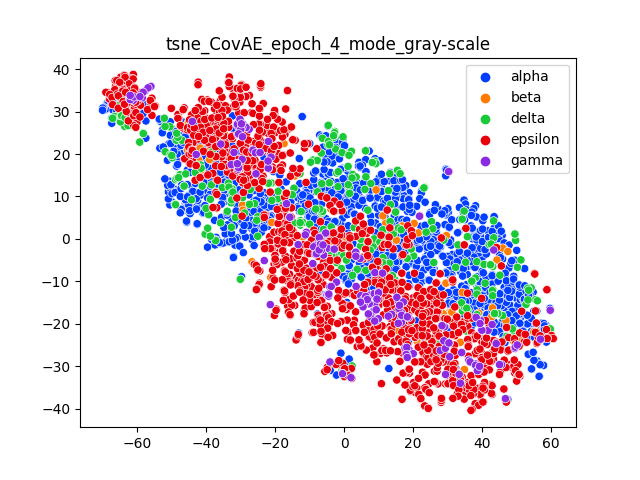 tsne_CovAE_epoch_4_mode_gray-scale
alpha
beta
delta
epsilon
gamma
40
30
20
10
0
−10
−20
−30
−40
−60 −40 −20 0 20 40 60